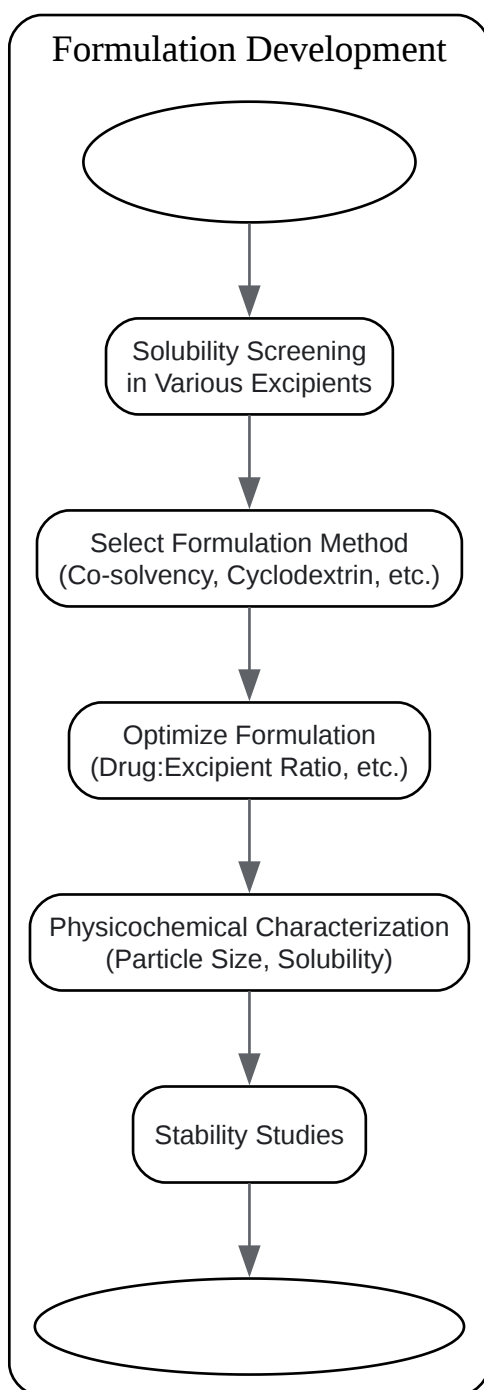 Formulation Development
Solubility Screening
in Various Excipients
Select Formulation Method
(Co-solvency, Cyclodextrin, etc.)
Optimize Formulation
(Drug:Excipient Ratio, etc.)
Physicochemical Characterization
(Particle Size, Solubility)
Stability Studies